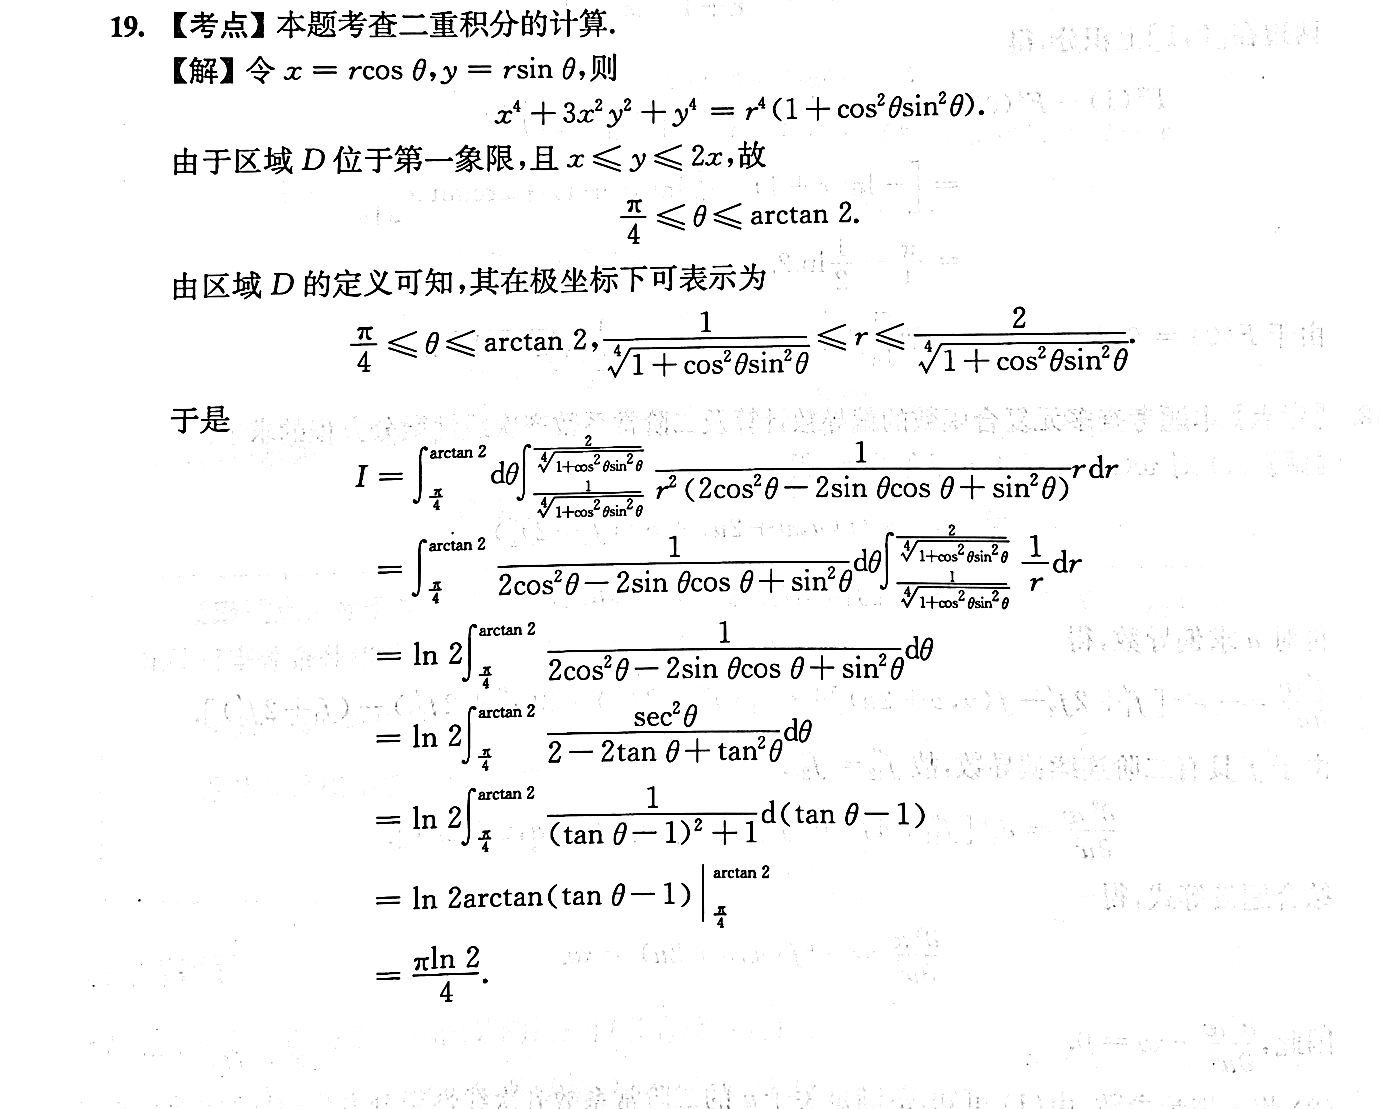 19. 【考点】本题考查二重积分的计算.
【解】令 x = rcos θ, y = rsin θ,则
x⁴ + 3x²y² + y⁴ = r⁴(1 + cos²θsin²θ).
由于区域 D 位于第一象限,且 x ⩽ y ⩽ 2x,故
π/4 ⩽ θ ⩽ arctan 2.
由区域 D 的定义可知,其在极坐标下可表示为
π/4 ⩽ θ ⩽ arctan 2, 1/∜(1 + cos²θsin²θ) ⩽ r ⩽ 2/∜(1 + cos²θsin²θ).
于是
I = ∫_{π/4}^{arctan 2} dθ ∫_{1/∜(1+cos²θsin²θ)}^{2/∜(1+cos²θsin²θ)} 1/(r²(2cos²θ − 2sin θcos θ + sin²θ)) rdr
= ∫_{π/4}^{arctan 2} 1/(2cos²θ − 2sin θcos θ + sin²θ) dθ ∫_{1/∜(1+cos²θsin²θ)}^{2/∜(1+cos²θsin²θ)} 1/r dr
= ln 2 ∫_{π/4}^{arctan 2} 1/(2cos²θ − 2sin θcos θ + sin²θ) dθ
= ln 2 ∫_{π/4}^{arctan 2} sec²θ/(2 − 2tan θ + tan²θ) dθ
= ln 2 ∫_{π/4}^{arctan 2} 1/((tan θ − 1)² + 1) d(tan θ − 1)
= ln 2arctan(tan θ − 1) |_{π/4}^{arctan 2}
= πln 2/4.